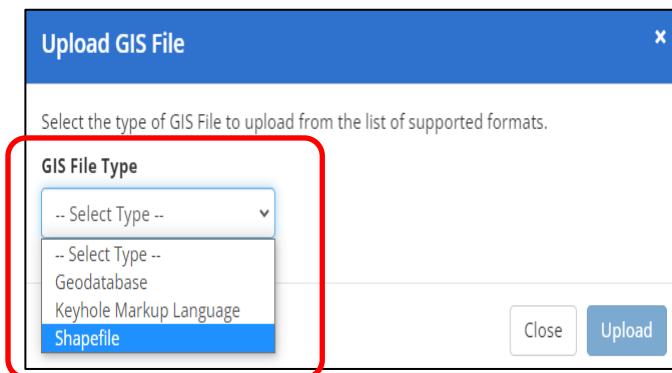 Upload GIS File
×
Select the type of GIS File to upload from the list of supported formats.
GIS File Type
-- Select Type --
-- Select Type --
Geodatabase
Keyhole Markup Language
Shapefile
Close Upload